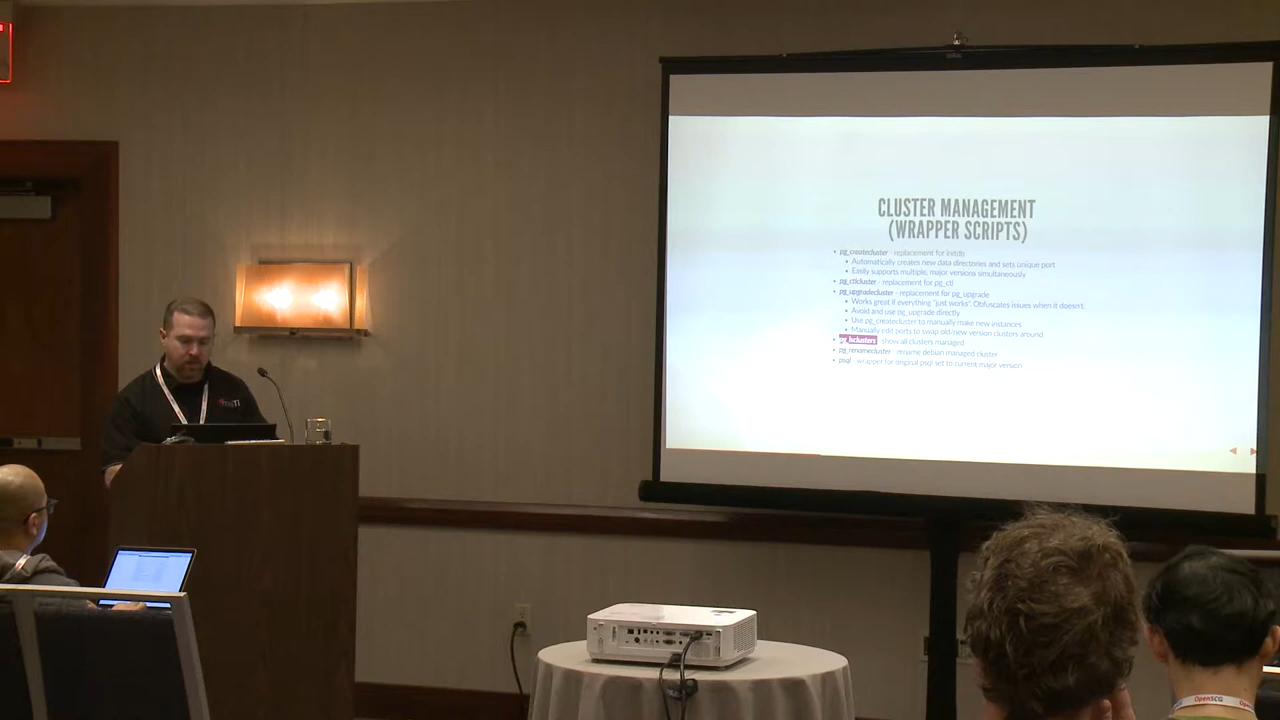 CLUSTER MANAGEMENT
(WRAPPER SCRIPTS)
pg_createcluster - replacement for initdb
Automatically creates new data directories and sets unique port
Easily supports multiple, major versions simultaneously
pg_ctlcluster - replacement for pg_ctl
pg_upgradecluster - replacement for pg_upgrade
Works great if everything "just works". Obfuscates issues when it doesn't.
Avoid and use pg_upgrade directly
Use pg_createcluster to manually make new instances
Manually edit ports to swap old/new version clusters around
pg_lsclusters - show all clusters managed
pg_renamecluster - rename debian managed cluster
psql - wrapper for original psql set to current major version
OpenSCG